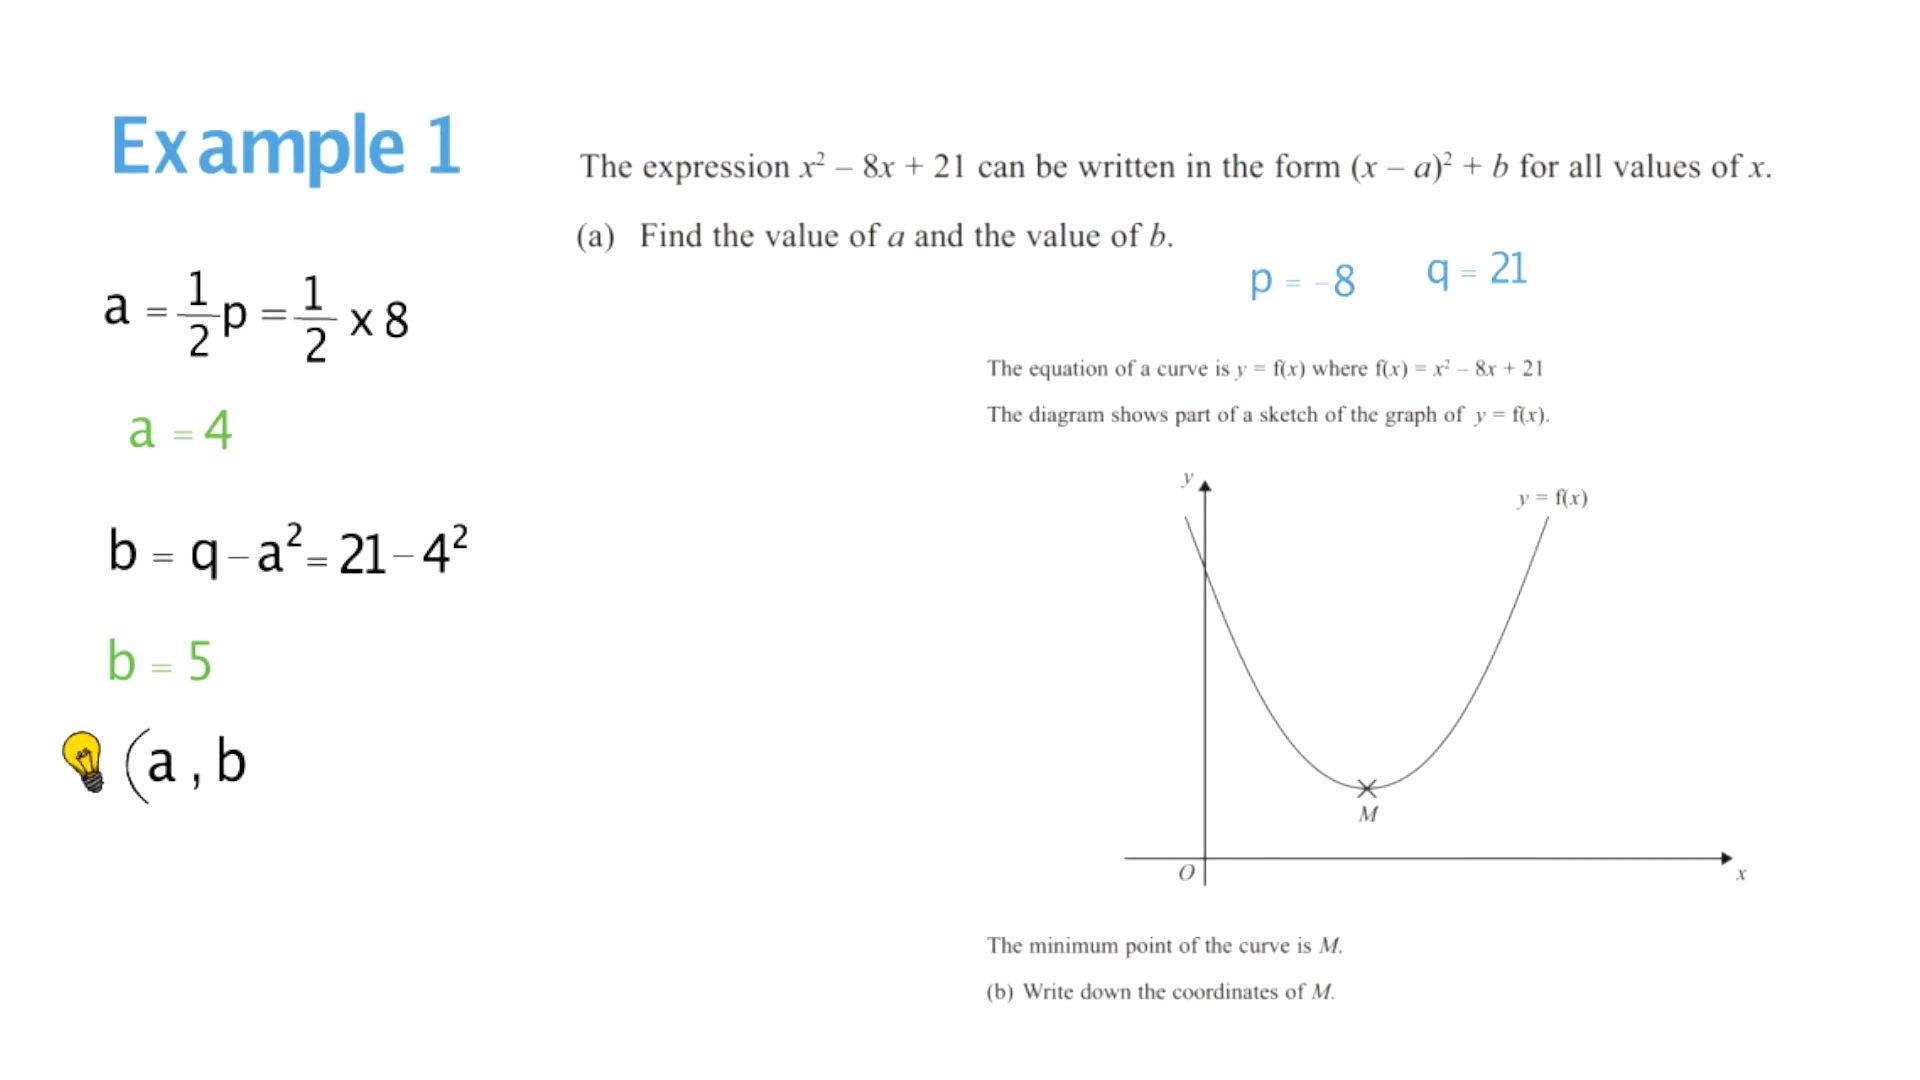 Example 1
The expression x² – 8x + 21 can be written in the form (x – a)² + b for all values of x.
(a) Find the value of a and the value of b.
p = -8 q = 21
a = 1/2 p = 1/2 x 8
a = 4
b = q - a² = 21 - 4²
b = 5
(a , b
The equation of a curve is y = f(x) where f(x) = x² – 8x + 21
The diagram shows part of a sketch of the graph of y = f(x).
y
y = f(x)
M
O
x
The minimum point of the curve is M.
(b) Write down the coordinates of M.